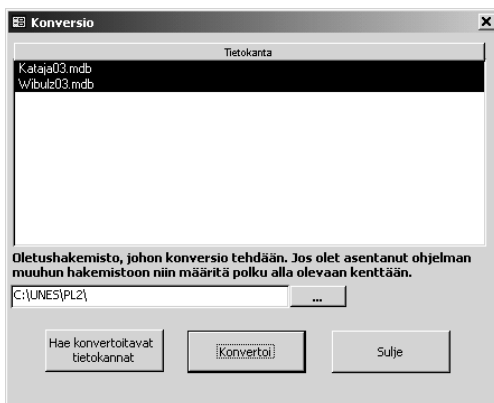 Konversio
Tietokanta
Kataja03.mdb
Wibulz03.mdb
Oletushakemisto, johon konversio tehdään. Jos olet asentanut ohjelman
muuhun hakemistoon niin määritä polku alla olevaan kenttään.
C:\UNES\PL2\
...
Hae konvertoitavat
tietokannat
Konvertoi
Sulje